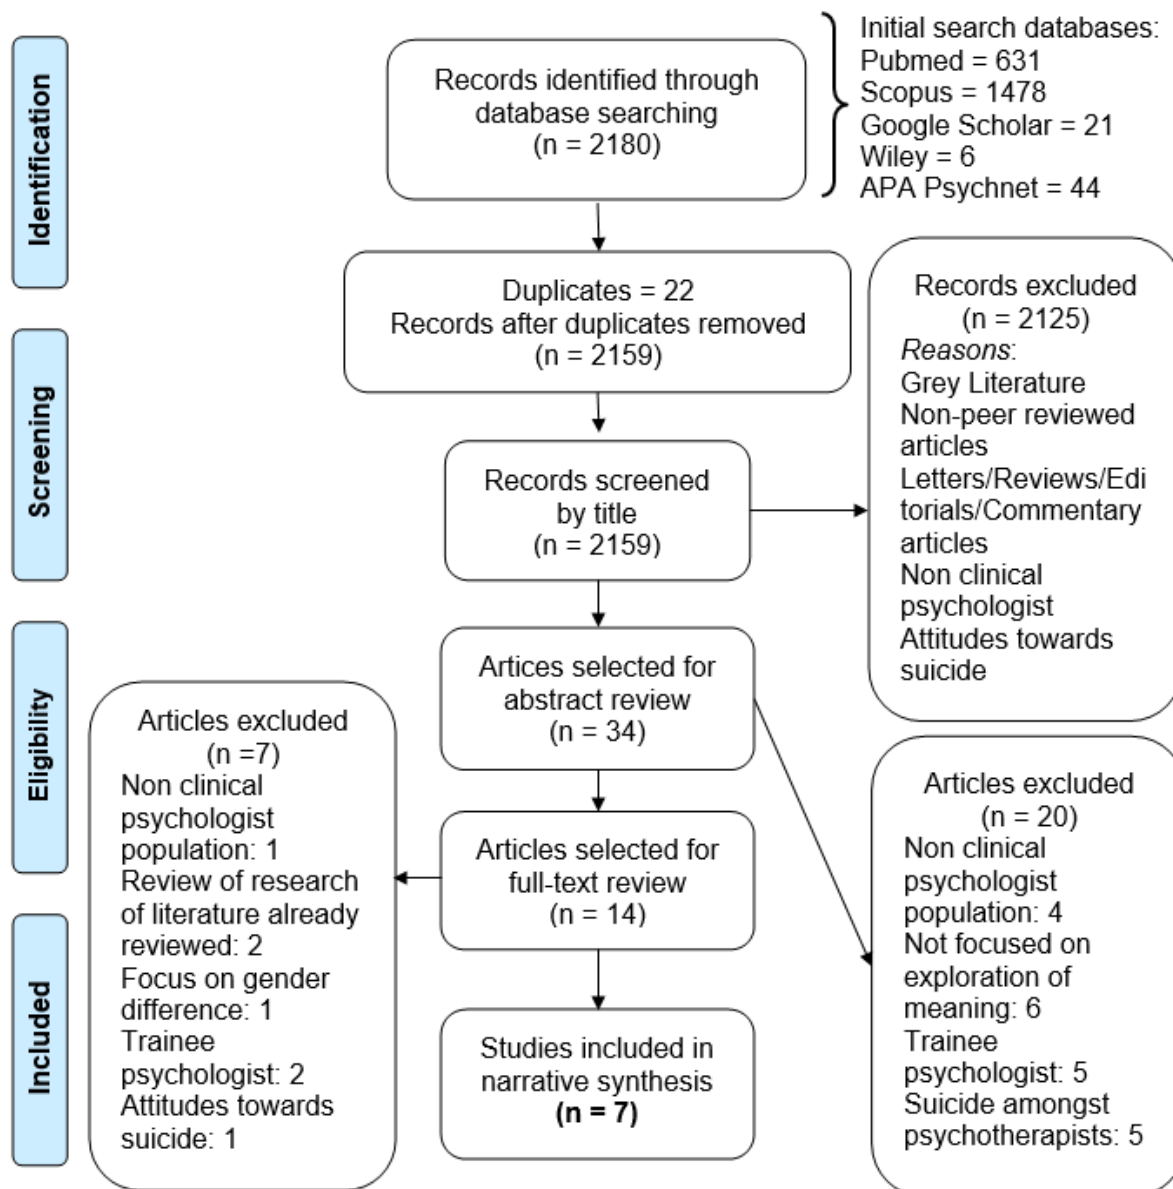 Identification
Records identified through
database searching
(n = 2180)
Initial search databases:
Pubmed = 631
Scopus = 1478
Google Scholar = 21
Wiley = 6
APA Psychnet = 44
Duplicates = 22
Records after duplicates removed
(n = 2159)
Screening
Records screened
by title
(n = 2159)
Records excluded
(n = 2125)
Reasons:
Grey Literature
Non-peer reviewed
articles
Letters/Reviews/Edi
torials/Commentary
articles
Non clinical
psychologist
Attitudes towards
suicide
Eligibility
Artices selected for
abstract review
(n = 34)
Articles excluded
(n = 20)
Non clinical
psychologist
population: 4
Not focused on
exploration of
meaning: 6
Trainee
psychologist: 5
Suicide amongst
psychotherapists: 5
Articles selected for
full-text review
(n = 14)
Articles excluded
(n =7)
Non clinical
psychologist
population: 1
Review of research
of literature already
reviewed: 2
Focus on gender
difference: 1
Trainee
psychologist: 2
Attitudes towards
suicide: 1
Included
Studies included in
narrative synthesis
(n = 7)